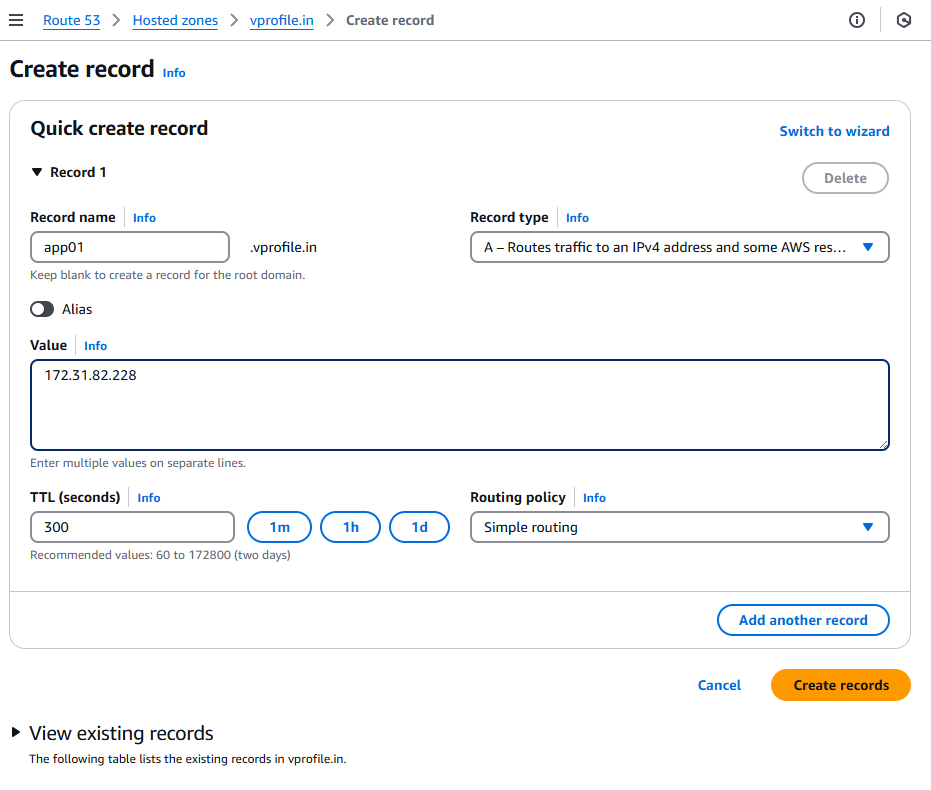 Route 53 > Hosted zones > vprofile.in > Create record
Create record Info
Quick create record
Switch to wizard
Record 1
Delete
Record name Info
app01 .vprofile.in
Keep blank to create a record for the root domain.
Record type Info
A – Routes traffic to an IPv4 address and some AWS res...
Alias
Value Info
172.31.82.228
Enter multiple values on separate lines.
TTL (seconds) Info
300 1m 1h 1d
Recommended values: 60 to 172800 (two days)
Routing policy Info
Simple routing
Add another record
Cancel Create records
View existing records
The following table lists the existing records in vprofile.in.